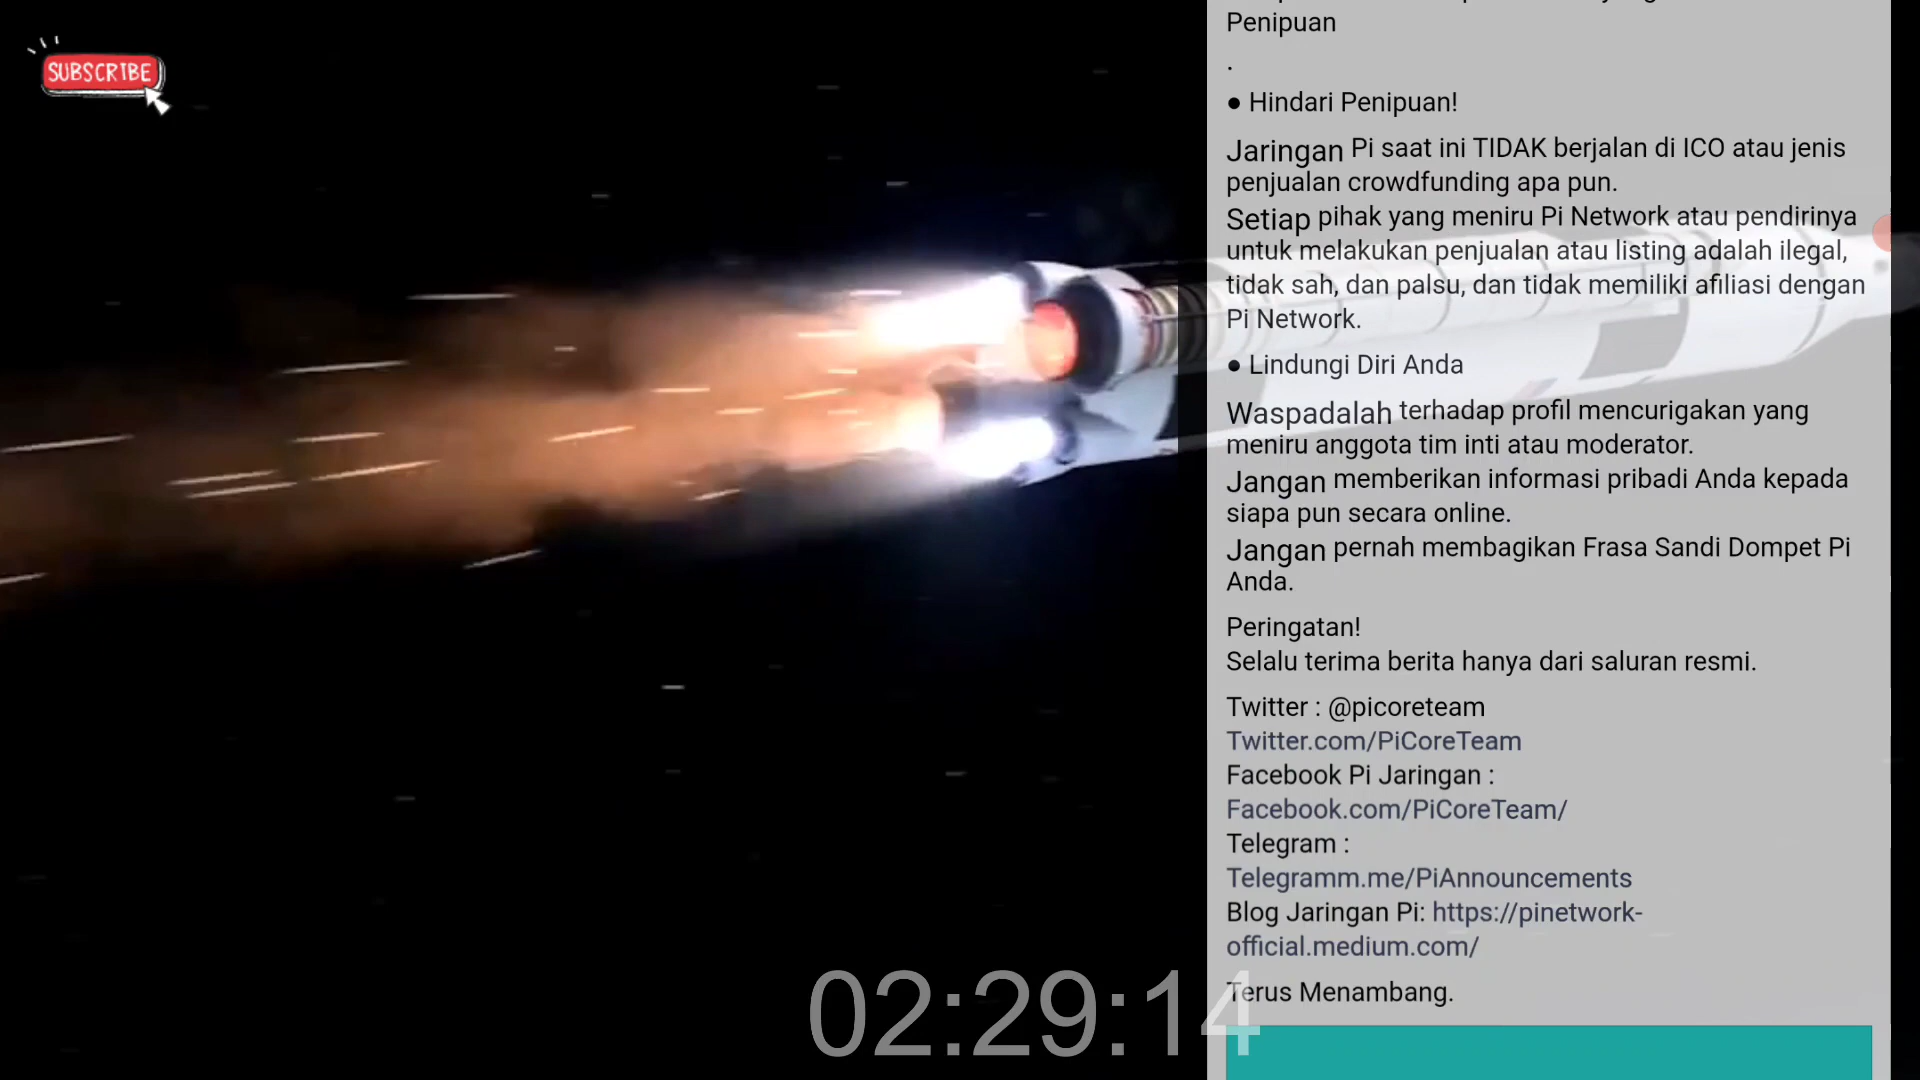 SUBSCRIBE
Penipuan
.
● Hindari Penipuan!
Jaringan Pi saat ini TIDAK berjalan di ICO atau jenis
penjualan crowdfunding apa pun.
Setiap pihak yang meniru Pi Network atau pendirinya
untuk melakukan penjualan atau listing adalah ilegal,
tidak sah, dan palsu, dan tidak memiliki afiliasi dengan
Pi Network.
● Lindungi Diri Anda
Waspadalah terhadap profil mencurigakan yang
meniru anggota tim inti atau moderator.
Jangan memberikan informasi pribadi Anda kepada
siapa pun secara online.
Jangan pernah membagikan Frasa Sandi Dompet Pi
Anda.
Peringatan!
Selalu terima berita hanya dari saluran resmi.
Twitter : @picoreteam
Twitter.com/PiCoreTeam
Facebook Pi Jaringan :
Facebook.com/PiCoreTeam/
Telegram :
Telegramm.me/PiAnnouncements
Blog Jaringan Pi: https://pinetwork-
official.medium.com/
Terus Menambang.
02:29:14